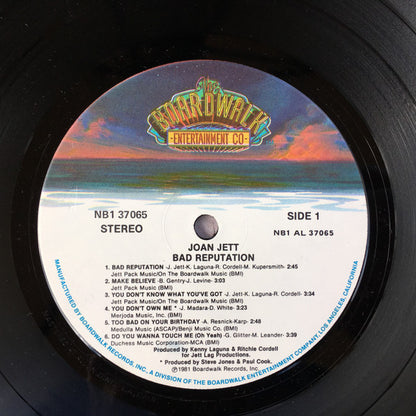 The
BOARDWALK
ENTERTAINMENT CO
NB1 37065
STEREO
SIDE 1
NB1 AL 37065
JOAN JETT
BAD REPUTATION
1. BAD REPUTATION -J. Jett-K. Laguna-R. Cordell-M. Kupersmith- 2:45
Jett Pack Music/On The Boardwalk Music (BMI)
2. MAKE BELIEVE -B. Gentry-J. Levine- 3:03
Jett Pack Music (BMI)
3. YOU DON'T KNOW WHAT YOU'VE GOT -J. Jett-K. Laguna-R. Cordell- 3:34
Jett Pack Music/On The Boardwalk Music (BMI)
4. YOU DON'T OWN ME * -J. Madara-D. White- 3:23
Merjoda Music, Inc. (BMI)
5. TOO BAD ON YOUR BIRTHDAY -A. Resnick-Karp- 2:48
Medulla Music (ASCAP)/Benji Music Co. (BMI)
6. DO YOU WANNA TOUCH ME (Oh Yeah) -G. Glitter-M. Leander- 3:39
Duchess Music Corporation-MCA (BMI)
Produced by Kenny Laguna & Ritchie Cordell
for Jett Lag Productions.
* Produced by Steve Jones & Paul Cook.
℗1981 Boardwalk Records, Inc.
MANUFACTURED BY BOARDWALK RECORDS, INC., A DIVISION OF THE BOARDWALK ENTERTAINMENT COMPANY, LOS ANGELES, CALIFORNIA